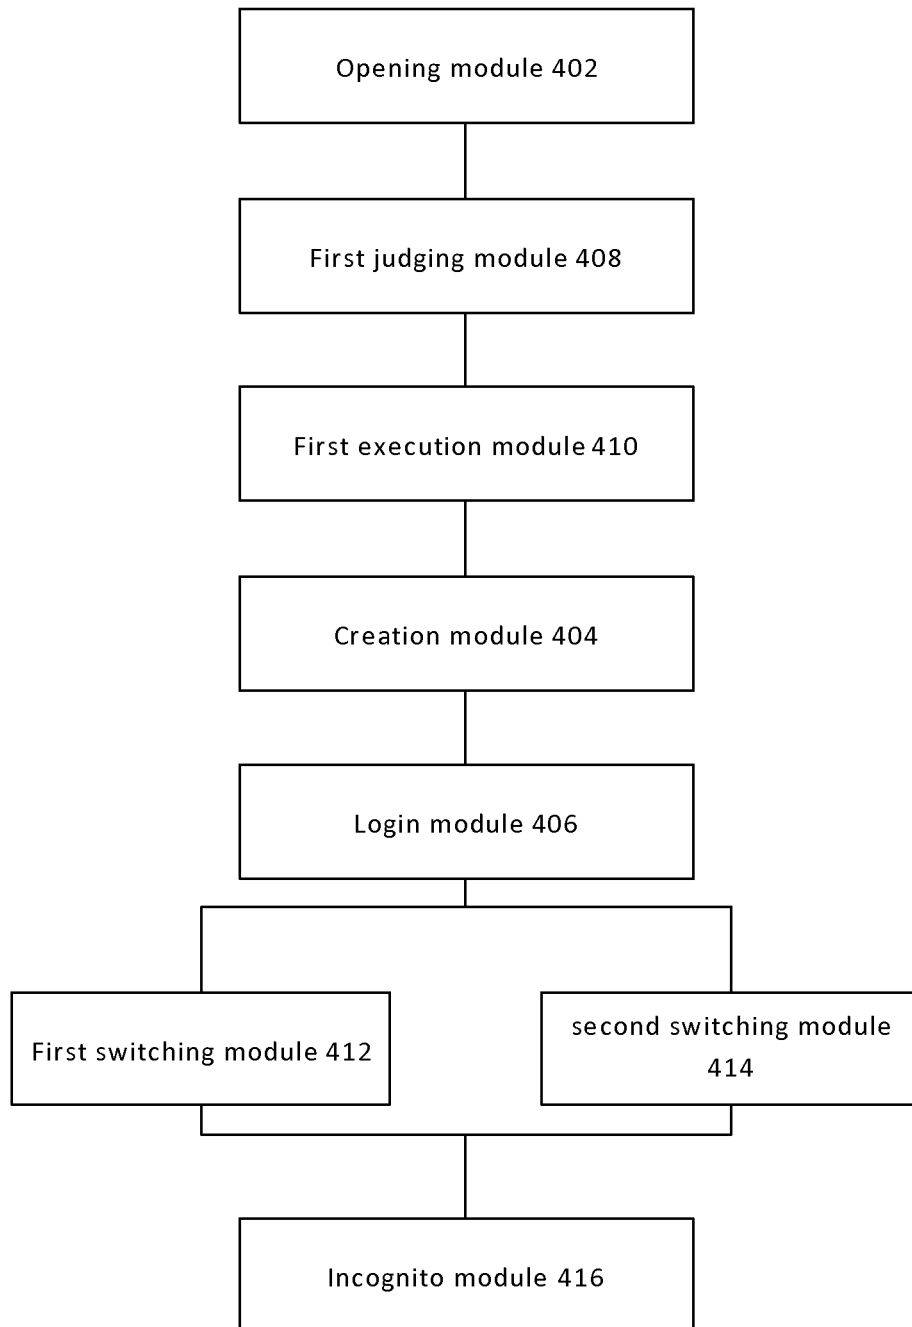 Opening module 402
First judging module 408
First execution module 410
Creation module 404
Login module 406
First switching module 412
second switching module
414
Incognito module 416